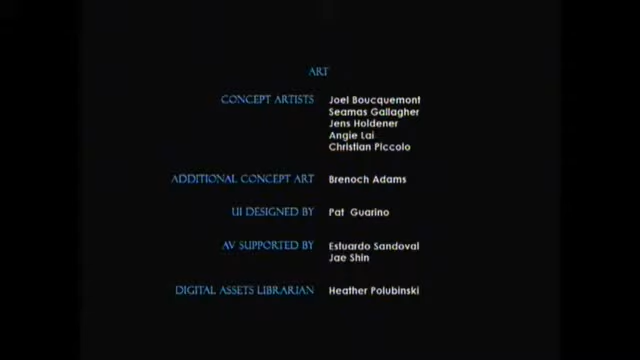 ART
CONCEPT ARTISTS Joel Boucquemont
Seamas Gallagher
Jens Holdener
Angie Lai
Christian Piccolo
ADDITIONAL CONCEPT ART Brenoch Adams
UI DESIGNED BY Pat Guarino
AV SUPPORTED BY Estuardo Sandoval
Jae Shin
DIGITAL ASSETS LIBRARIAN Heather Polubinski